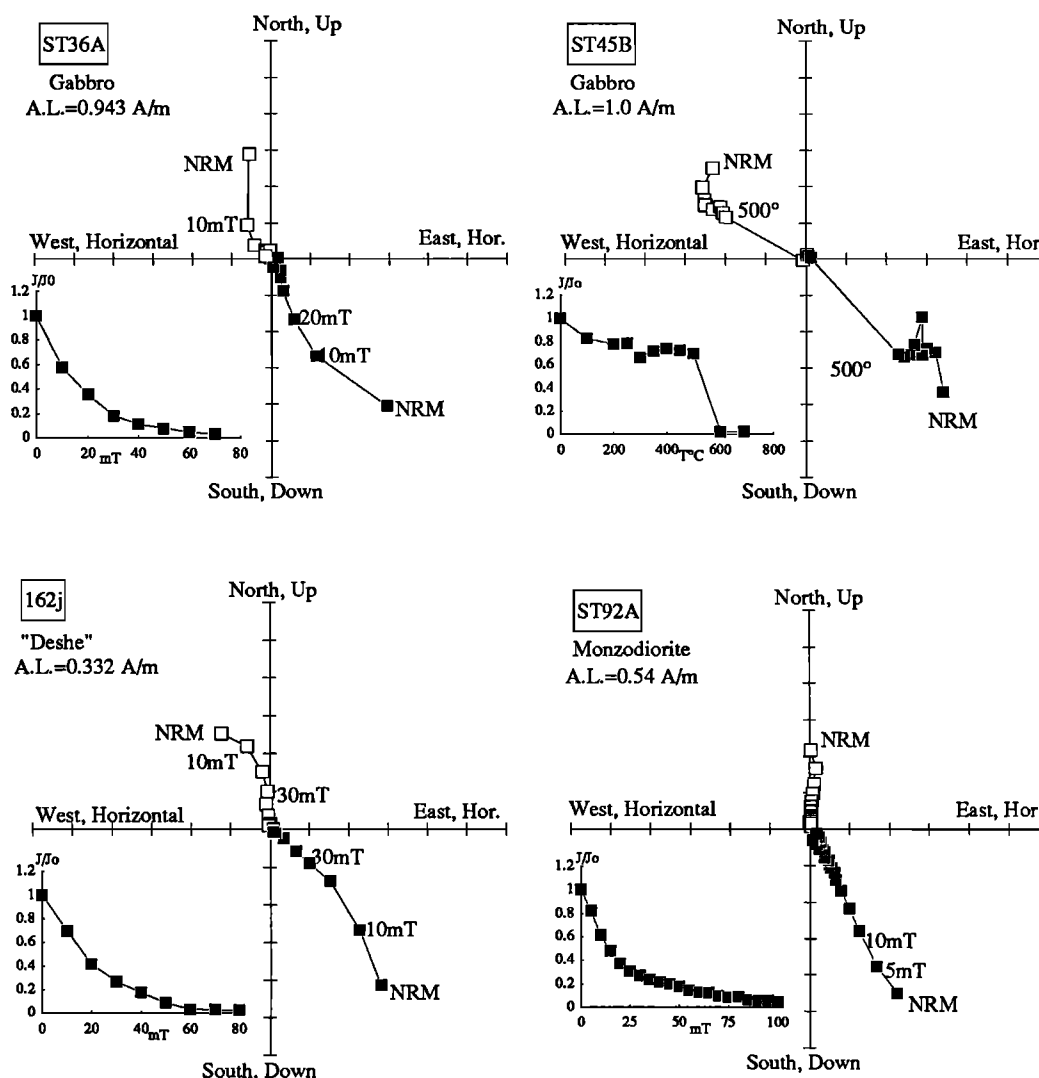 North, Up
ST36A
Gabbro
A.L.=0.943 A/m
NRM
10mT
West, Horizontal
East, Hor.
J/J0
1.2
1
0.8
0.6
0.4
0.2
0
0 20 40 60 80
mT
20mT
10mT
NRM
South, Down
North, Up
ST45B
Gabbro
A.L.=1.0 A/m
NRM
500°
West, Horizontal
East, Hor
J/Jo
1.2
1
0.8
0.6
0.4
0.2
0
0 200 400 600 800
T°C
500°
NRM
South, Down
North, Up
162j
"Deshe"
A.L.=0.332 A/m
NRM
10mT
30mT
West, Horizontal
East, Hor.
J/Jo
1.2
1
0.8
0.6
0.4
0.2
0
0 20 40 60 80
mT
30mT
10mT
NRM
South, Down
North, Up
ST92A
Monzodiorite
A.L.=0.54 A/m
NRM
West, Horizontal
East, Hor
J/Jo
1.2
1
0.8
0.6
0.4
0.2
0
0 25 50 75 100
mT
10mT
5mT
NRM
South, Down